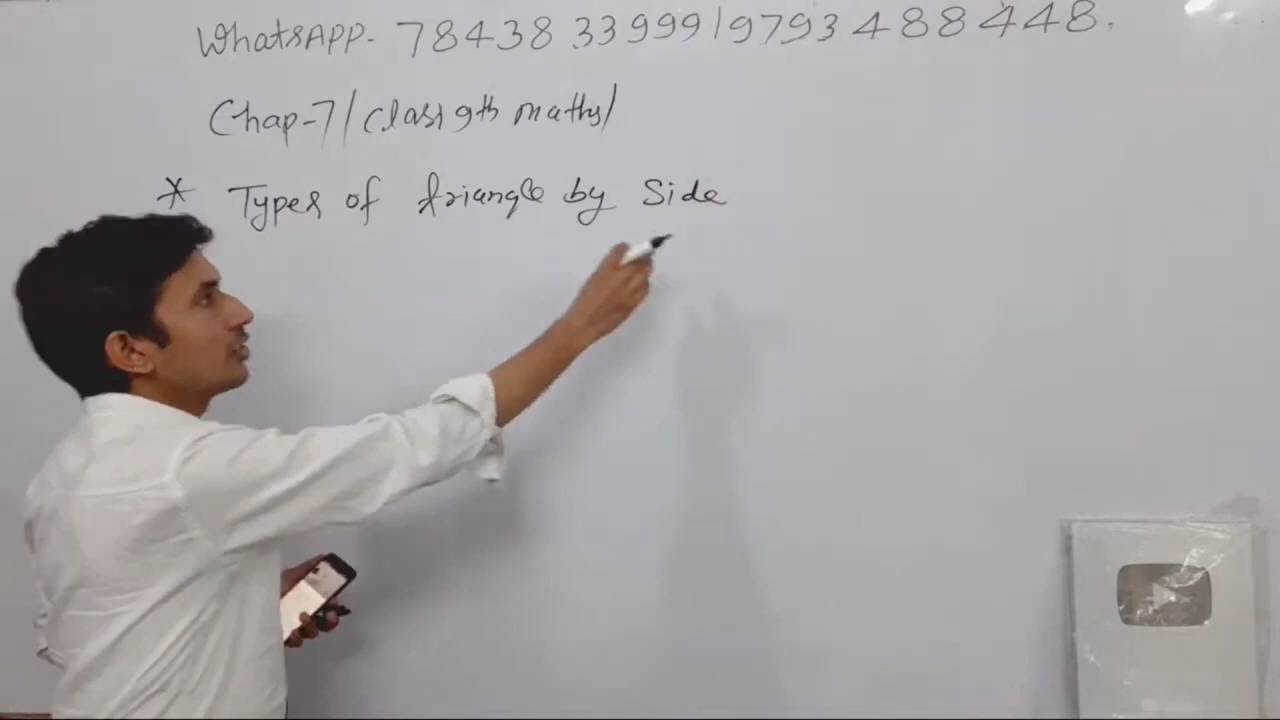 WhatsAPP- 78438 33999/9793488448.
Chap-7/class 9th maths/
* Types of triangle by Side